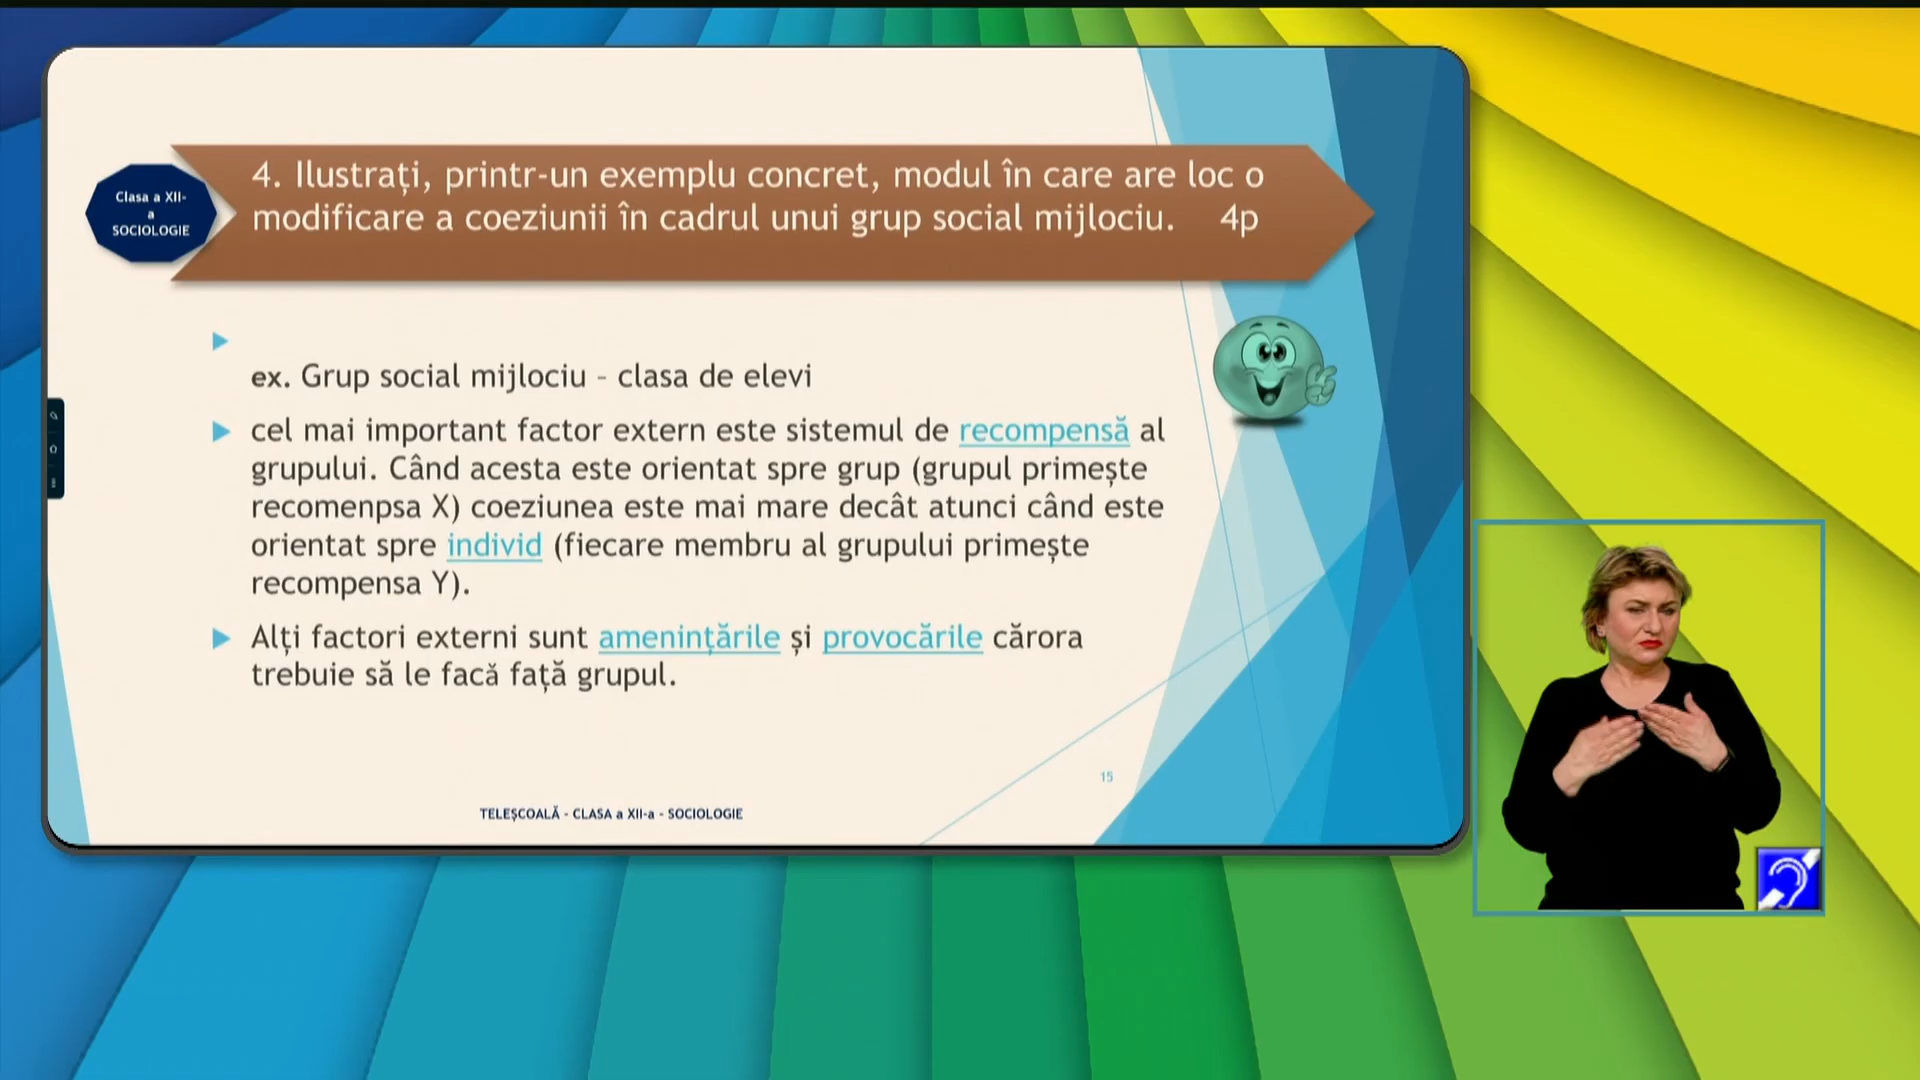 4. Ilustrați, printr-un exemplu concret, modul în care are loc o
modificare a coeziunii în cadrul unui grup social mijlociu. 4p
Clasa a XII-
a
SOCIOLOGIE
ex. Grup social mijlociu – clasa de elevi
cel mai important factor extern este sistemul de recompensă al
grupului. Când acesta este orientat spre grup (grupul primește
recomenpsa X) coeziunea este mai mare decât atunci când este
orientat spre individ (fiecare membru al grupului primește
recompensa Y).
Alți factori externi sunt amenințările și provocările cărora
trebuie să le facă față grupul.
15
TELEȘCOALĂ - CLASA a XII-a - SOCIOLOGIE